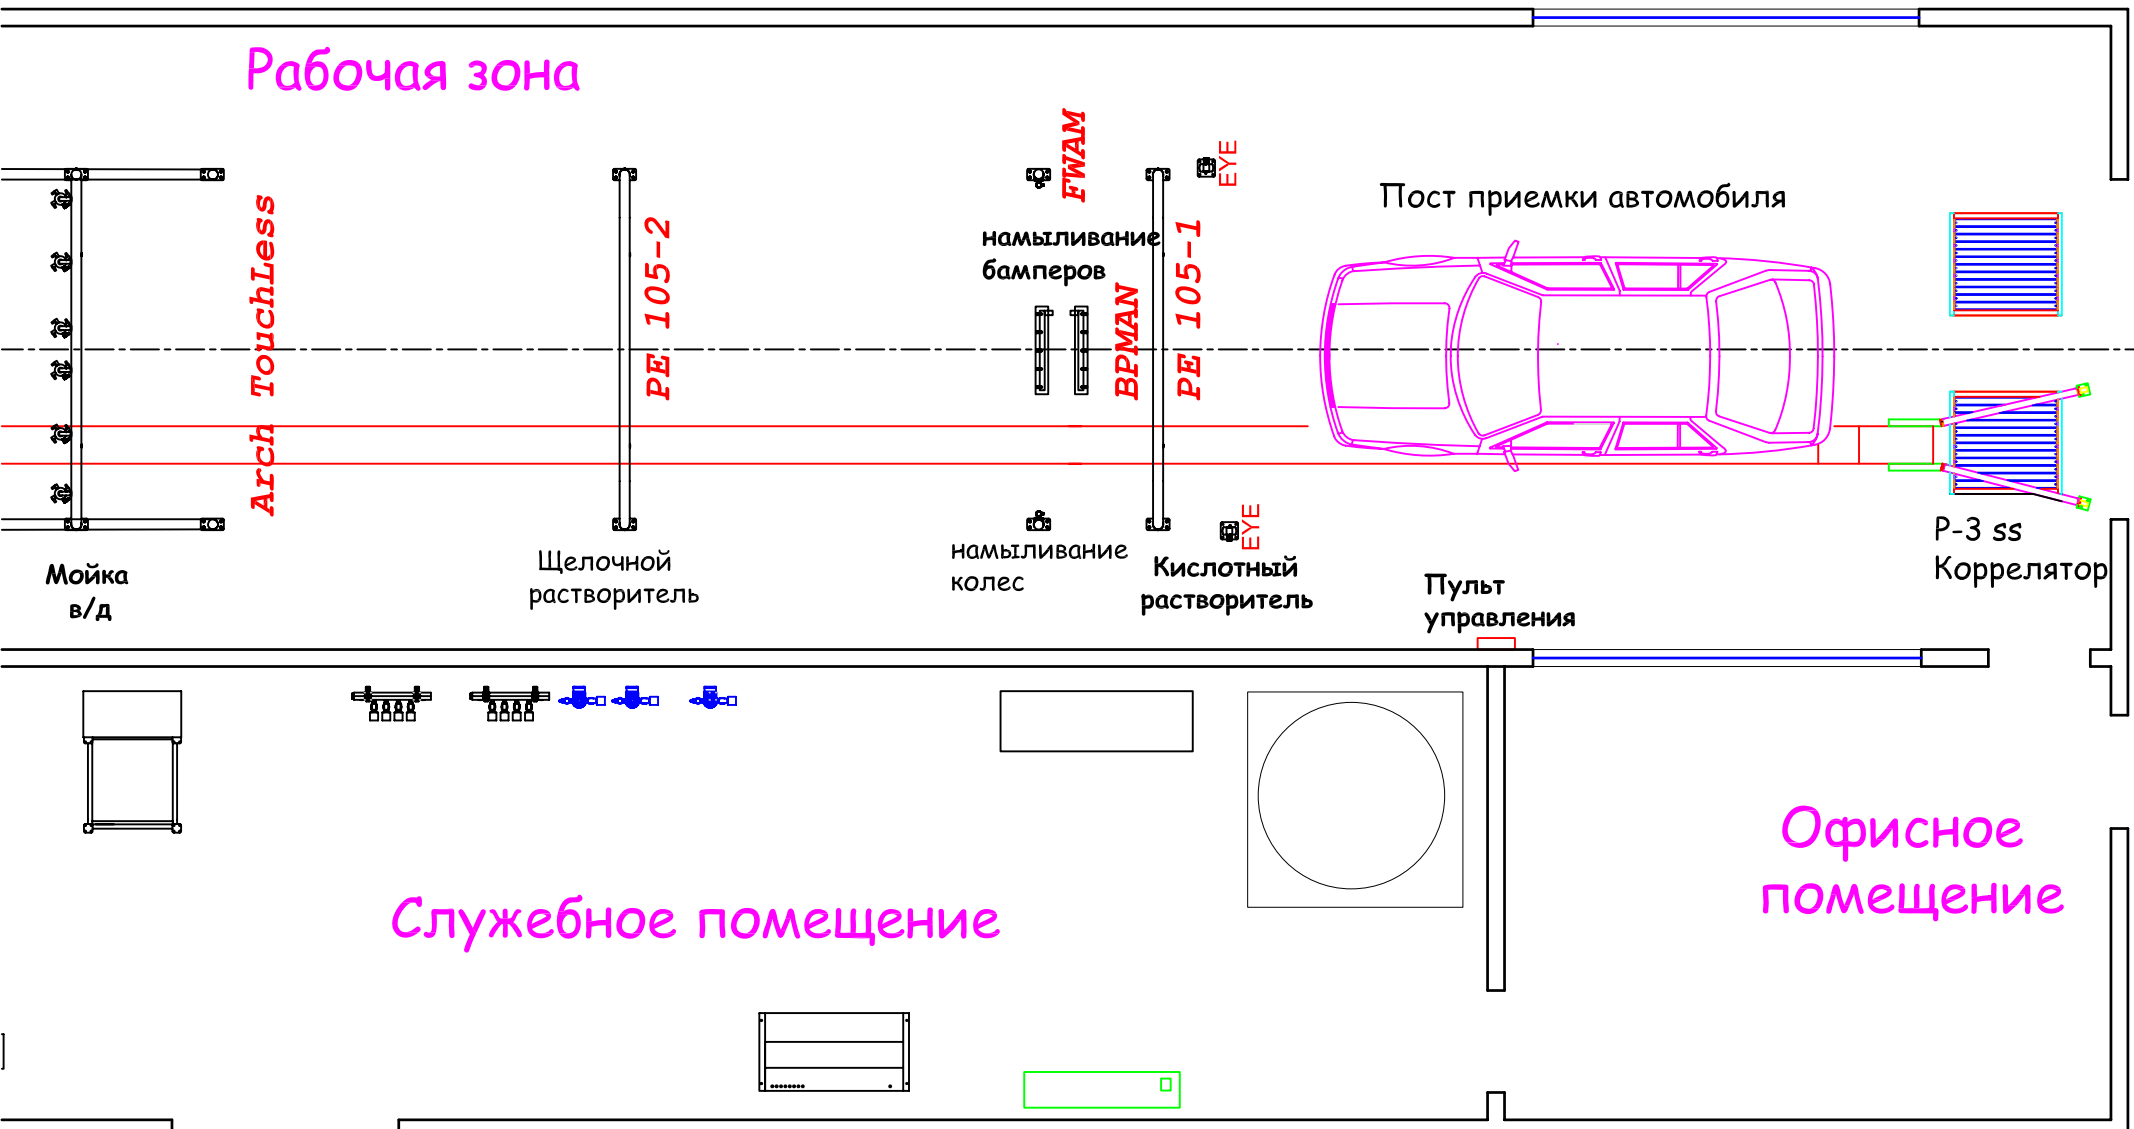 Рабочая зона
FWAM
EYE
Пост приемки автомобиля
Arch TouchLess
PE 105-2
намыливание
бамперов
BPMAN
PE 105-1
EYE
P-3 ss
Коррелятор
Мойка
в/д
Щелочной
растворитель
намыливание
колес
Кислотный
растворитель
Пульт
управления
Офисное
помещение
Служебное помещение